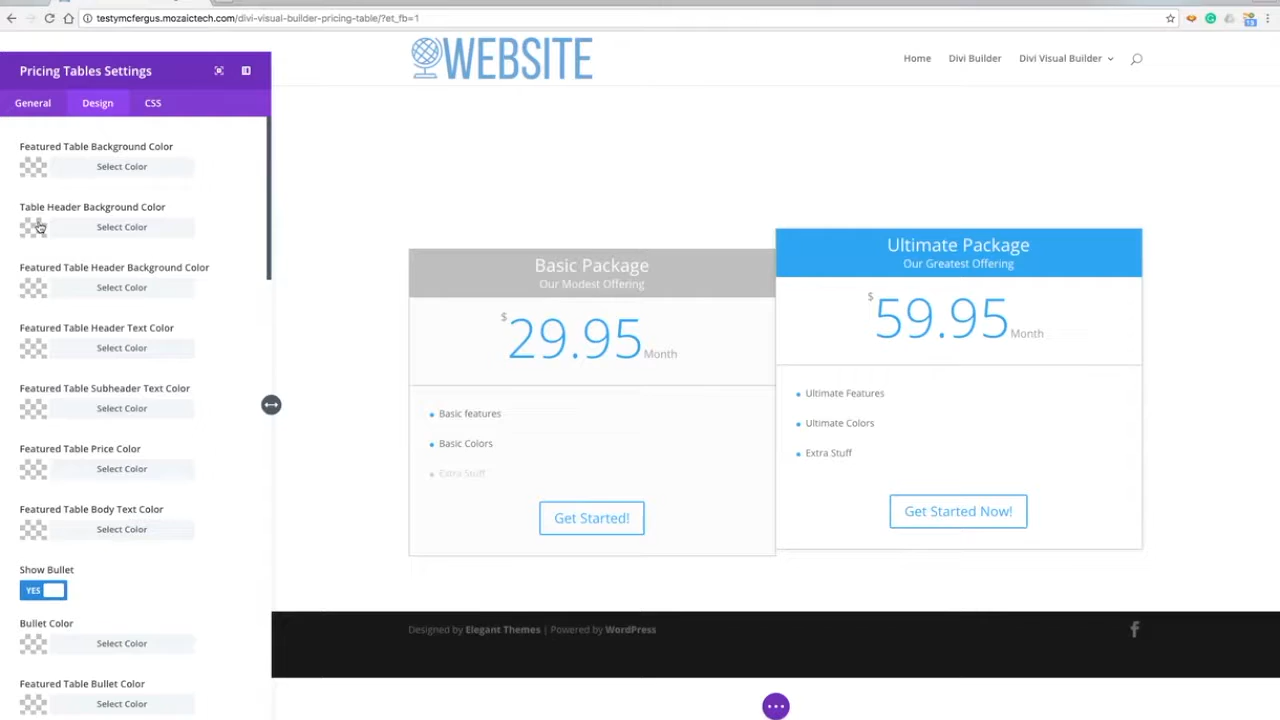 testymcfergus.mozaictech.com/divi-visual-builder-pricing-table/?et_fb=1
WEBSITE
Home
Divi Builder
Divi Visual Builder
Pricing Tables Settings
General
Design
CSS
Featured Table Background Color
Select Color
Table Header Background Color
Select Color
Featured Table Header Background Color
Select Color
Featured Table Header Text Color
Select Color
Featured Table Subheader Text Color
Select Color
Featured Table Price Color
Select Color
Featured Table Body Text Color
Select Color
Show Bullet
YES
Bullet Color
Select Color
Featured Table Bullet Color
Select Color
Basic Package
Our Modest Offering
$29.95 Month
Basic features
Basic Colors
Extra Stuff
Get Started!
Ultimate Package
Our Greatest Offering
$59.95 Month
Ultimate Features
Ultimate Colors
Extra Stuff
Get Started Now!
Designed by Elegant Themes | Powered by WordPress